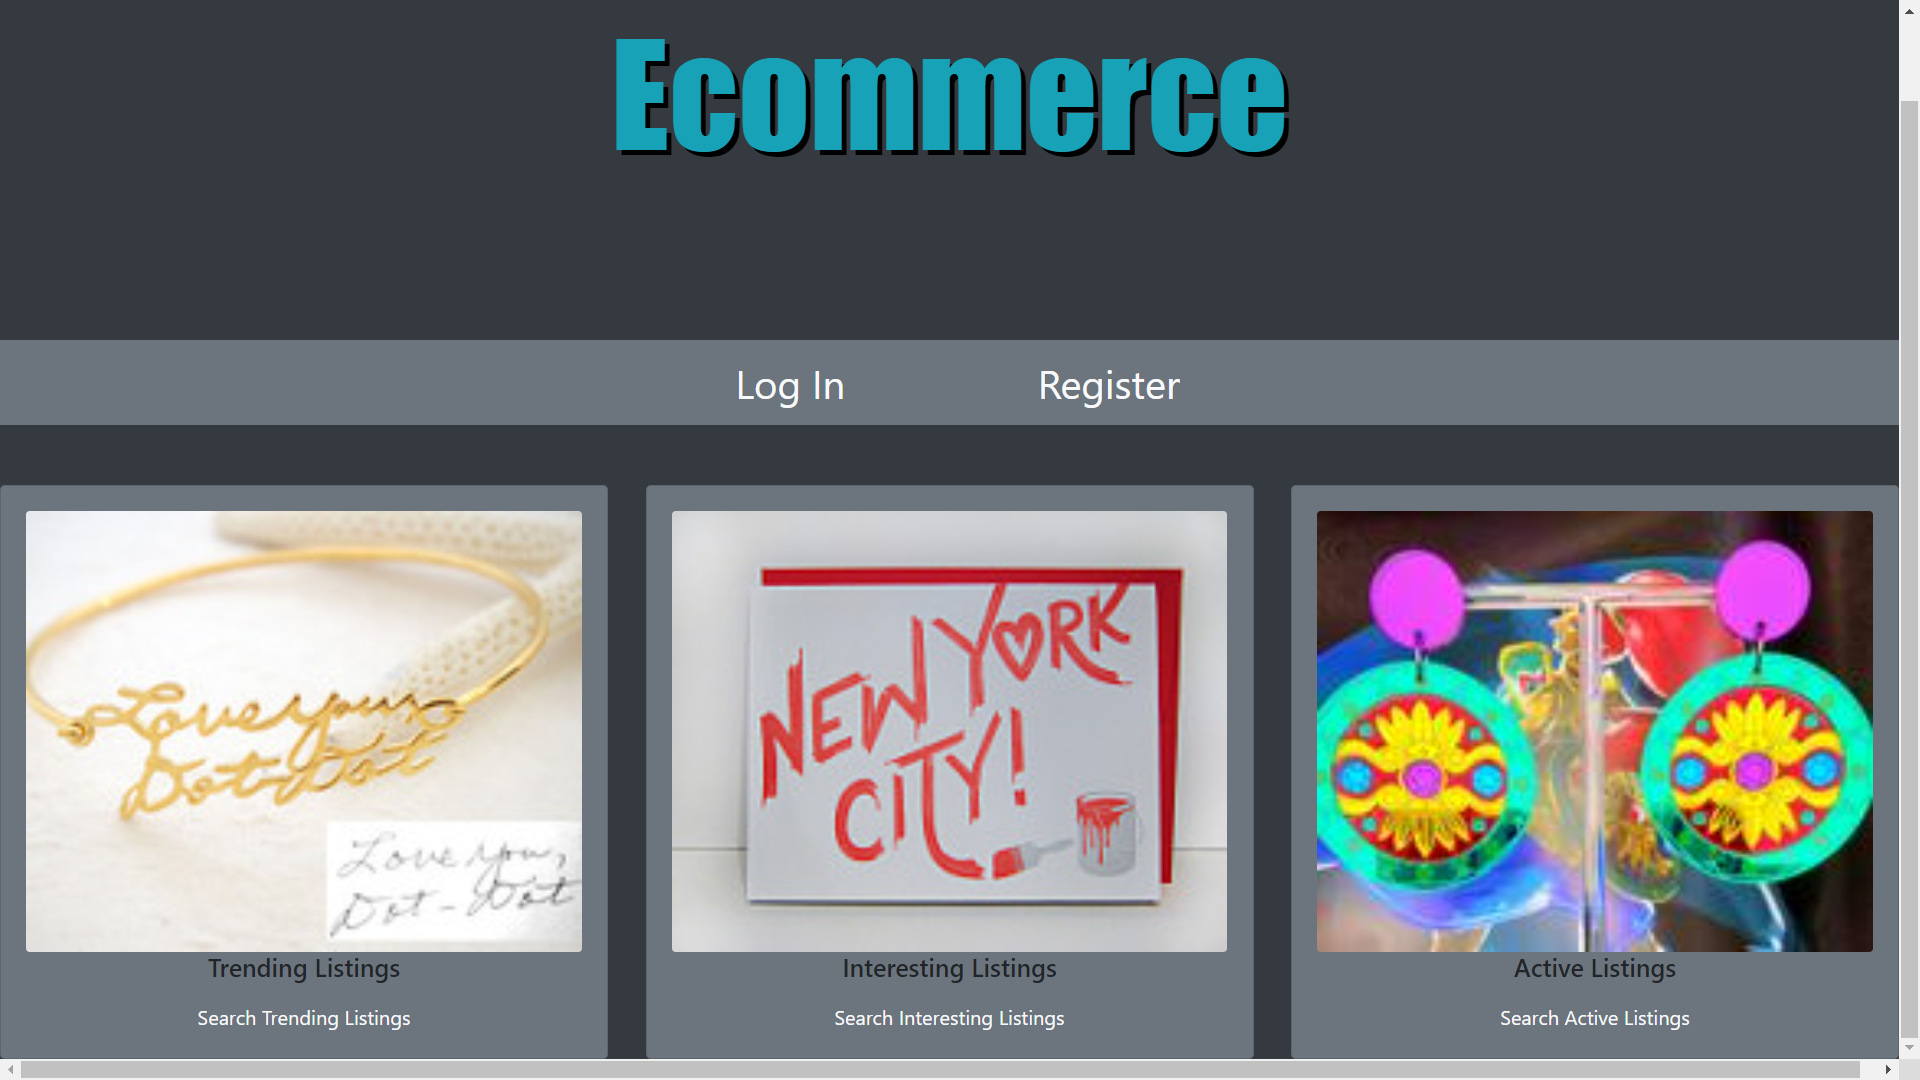 Ecommerce
Log In
Register
Love you,
Dot-Dot
Love you,
Dot-Dot
NEW YORK
CITY!
Trending Listings
Interesting Listings
Active Listings
Search Trending Listings
Search Interesting Listings
Search Active Listings